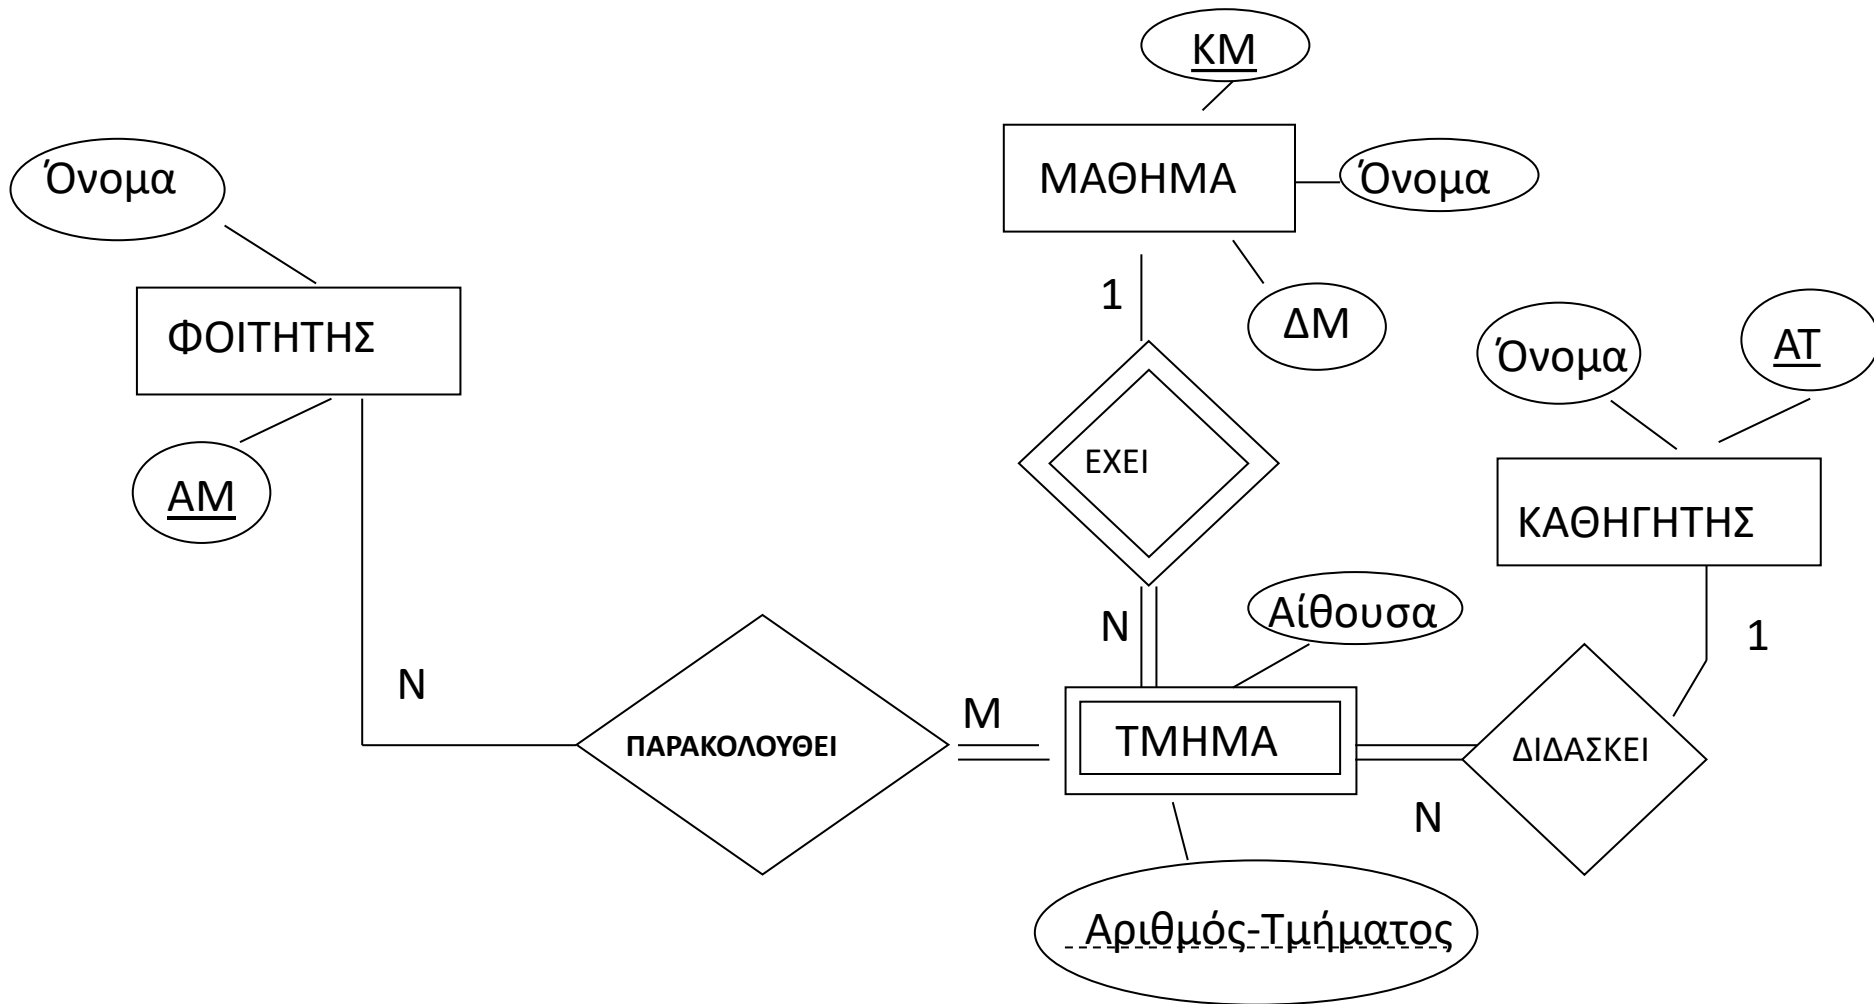 ΚΜ
ΜΑΘΗΜΑ
Όνομα
Όνομα
1
ΔΜ
ΦΟΙΤΗΤΗΣ
Όνομα
ΑΤ
ΑΜ
ΕΧΕΙ
ΚΑΘΗΓΗΤΗΣ
Ν
Αίθουσα
1
Ν
Μ
ΠΑΡΑΚΟΛΟΥΘΕΙ
ΤΜΗΜΑ
ΔΙΔΑΣΚΕΙ
Ν
Αριθμός-Τμήματος